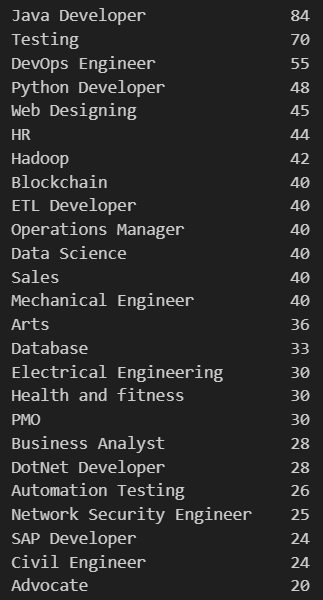 Java Developer 84
Testing 70
DevOps Engineer 55
Python Developer 48
Web Designing 45
HR 44
Hadoop 42
Blockchain 40
ETL Developer 40
Operations Manager 40
Data Science 40
Sales 40
Mechanical Engineer 40
Arts 36
Database 33
Electrical Engineering 30
Health and fitness 30
PMO 30
Business Analyst 28
DotNet Developer 28
Automation Testing 26
Network Security Engineer 25
SAP Developer 24
Civil Engineer 24
Advocate 20